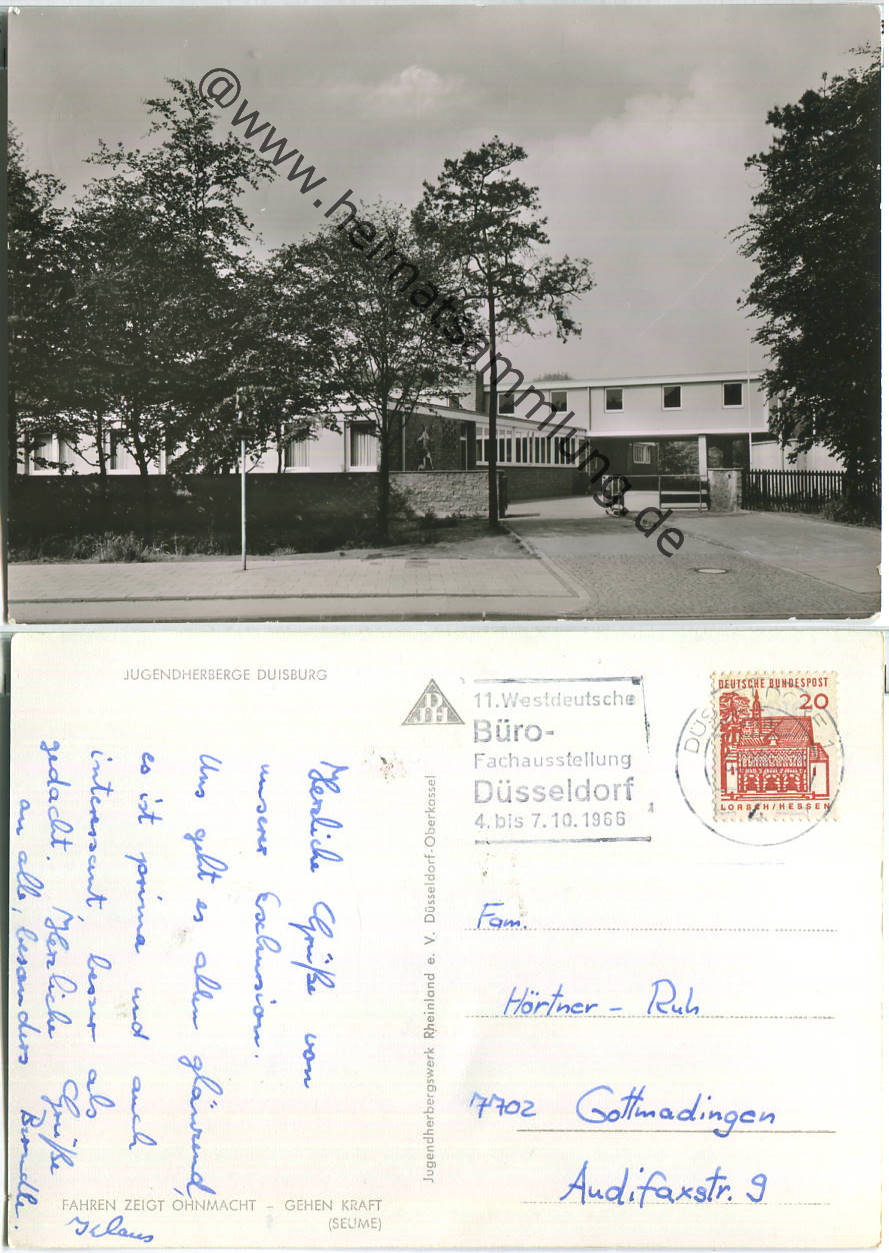 @www.heimatsammlung.de
JUGENDHERBERGE DUISBURG
DJH
11. Westdeutsche
Büro-
Fachausstellung
Düsseldorf
4. bis 7.10.1966
DEUTSCHE BUNDESPOST
20
LORSCH/HESSEN
Herzliche Grüße von
unserer Exkursion.
Uns geht es allen glänzend,
es ist prima und auch
interessant, besser als
gedacht. Herzliche Grüße
an alle, besonders
Klaus
Jugendherbergswerk Rheinland e. V. Düsseldorf-Oberkassel
Fam.
Hörtner - Ruh
7702 Gottmadingen
Audifaxstr. 9
FAHREN ZEIGT OHNMACHT – GEHEN KRAFT
(SEUME)